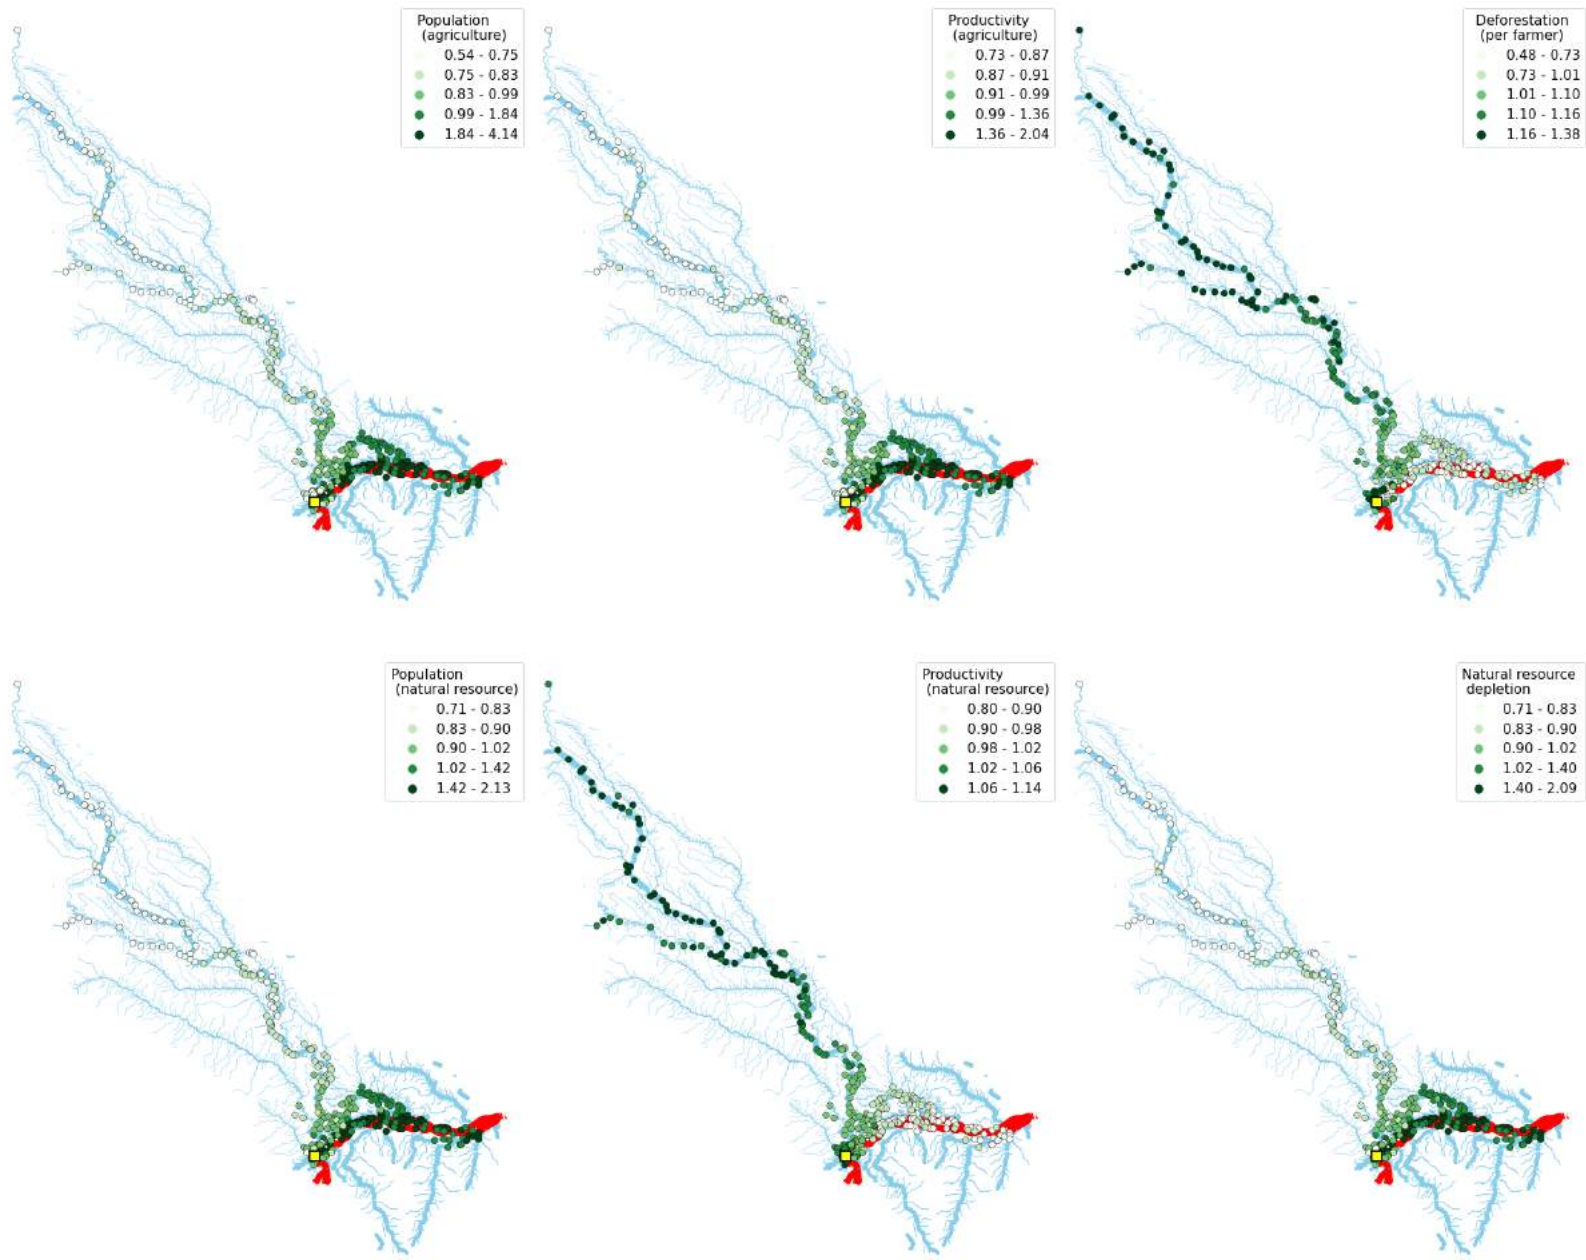 Population
(agriculture)
0.54 - 0.75
0.75 - 0.83
0.83 - 0.99
0.99 - 1.84
1.84 - 4.14
Productivity
(agriculture)
0.73 - 0.87
0.87 - 0.91
0.91 - 0.99
0.99 - 1.36
1.36 - 2.04
Deforestation
(per farmer)
0.48 - 0.73
0.73 - 1.01
1.01 - 1.10
1.10 - 1.16
1.16 - 1.38
Population
(natural resource)
0.71 - 0.83
0.83 - 0.90
0.90 - 1.02
1.02 - 1.42
1.42 - 2.13
Productivity
(natural resource)
0.80 - 0.90
0.90 - 0.98
0.98 - 1.02
1.02 - 1.06
1.06 - 1.14
Natural resource
depletion
0.71 - 0.83
0.83 - 0.90
0.90 - 1.02
1.02 - 1.40
1.40 - 2.09